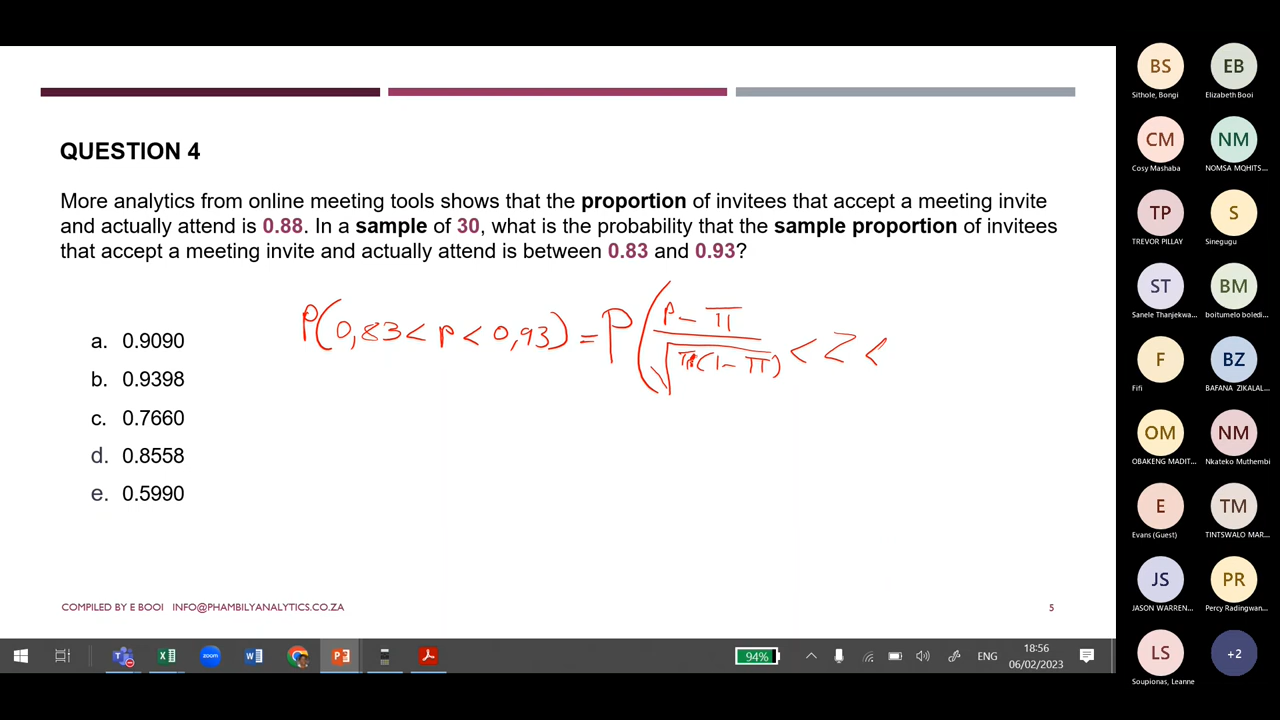 QUESTION 4
More analytics from online meeting tools shows that the proportion of invitees that accept a meeting invite
and actually attend is 0.88. In a sample of 30, what is the probability that the sample proportion of invitees
that accept a meeting invite and actually attend is between 0.83 and 0.93?
P(0,83 < p < 0,93) = P(p - π / √π(1 - π) < Z <
a. 0.9090
b. 0.9398
c. 0.7660
d. 0.8558
e. 0.5990
COMPILED BY E BOOI INFO@PHAMBILYANALYTICS.CO.ZA
5
BS EB
Sithole, Bongi Elizabeth Booi
CM NM
Cosy Mashaba NOMSA MQHITS...
TP S
TREVOR PILLAY Sinegugu
ST BM
Sanele Thanjekwa... boitumelo boledi...
F BZ
Fifi BAFANA ZIKALAL...
OM NM
OBAKENG MADIT... Nkateko Muthembi
E TM
Evans (Guest) TINTSWALO MAR...
JS PR
JASON WARREN... Percy Radingwan...
LS +2
Soupionas, Leanne
zoom
94%
ENG
18:56
06/02/2023